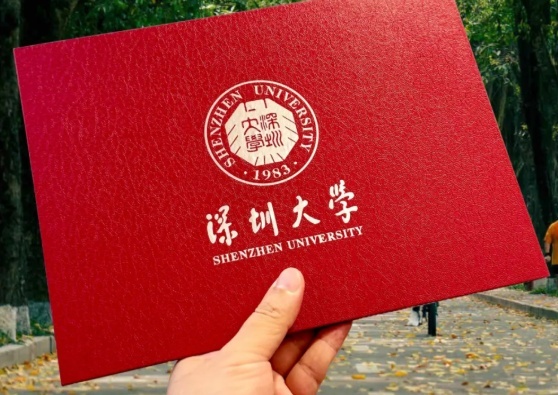 SHENZHEN UNIVERSITY
深圳
大學
·1983·
深圳大学
SHENZHEN UNIVERSITY